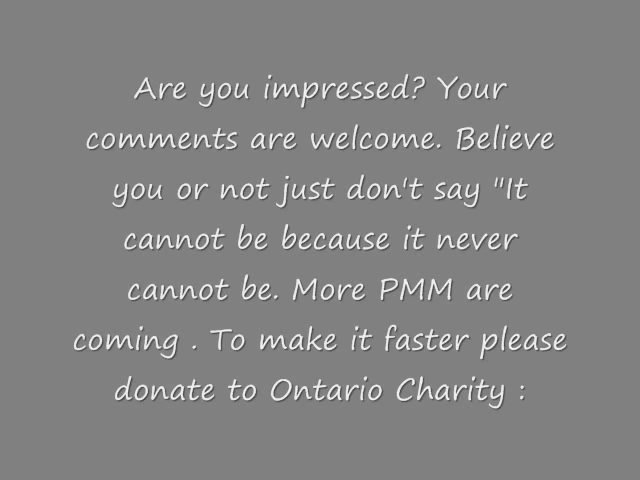 Are you impressed? Your
comments are welcome. Believe
you or not just don't say "It
cannot be because it never
cannot be. More PMM are
coming . To make it faster please
donate to Ontario Charity :